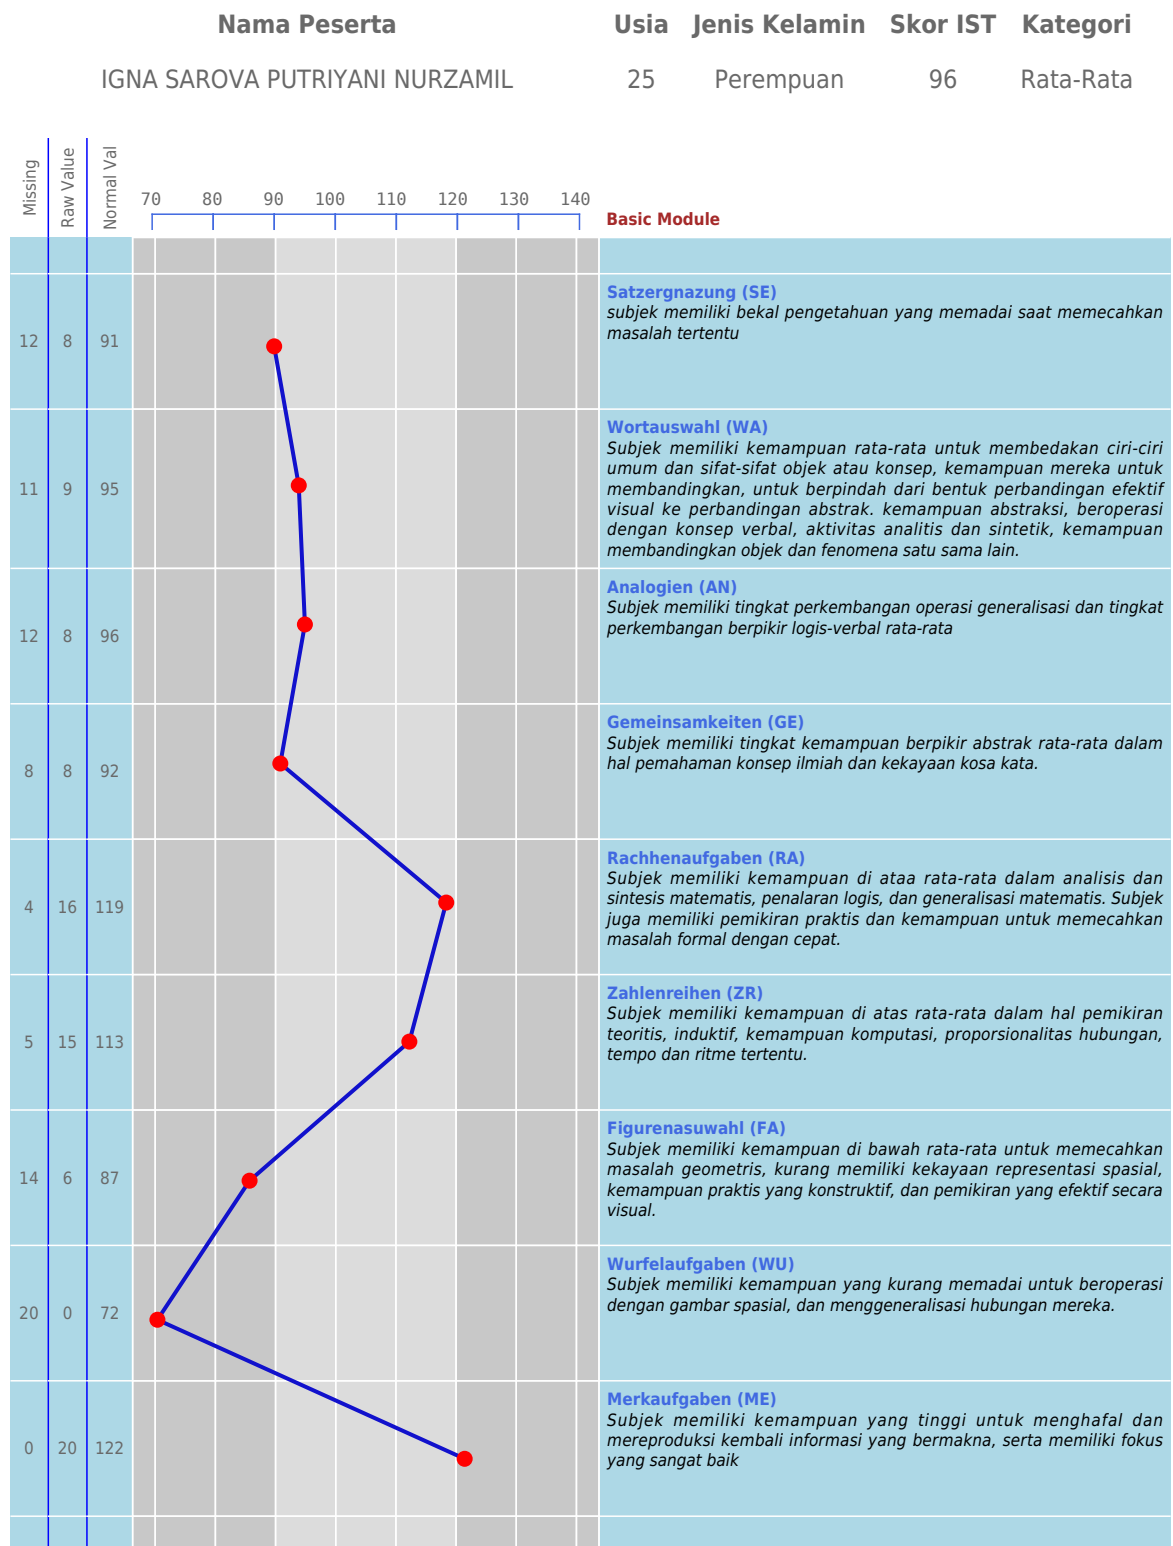 Nama Peserta Usia Jenis Kelamin Skor IST Kategori
IGNA SAROVA PUTRIYANI NURZAMIL 25 Perempuan 96 Rata-Rata
Missing Raw Value Normal Val
70 80 90 100 110 120 130 140
Basic Module
Satzergnazung (SE)
subjek memiliki bekal pengetahuan yang memadai saat memecahkan
masalah tertentu
12 8 91
Wortauswahl (WA)
Subjek memiliki kemampuan rata-rata untuk membedakan ciri-ciri
umum dan sifat-sifat objek atau konsep, kemampuan mereka untuk
membandingkan, untuk berpindah dari bentuk perbandingan efektif
visual ke perbandingan abstrak. kemampuan abstraksi, beroperasi
dengan konsep verbal, aktivitas analitis dan sintetik, kemampuan
membandingkan objek dan fenomena satu sama lain.
11 9 95
Analogien (AN)
Subjek memiliki tingkat perkembangan operasi generalisasi dan tingkat
perkembangan berpikir logis-verbal rata-rata
12 8 96
Gemeinsamkeiten (GE)
Subjek memiliki tingkat kemampuan berpikir abstrak rata-rata dalam
hal pemahaman konsep ilmiah dan kekayaan kosa kata.
8 8 92
Rachhenaufgaben (RA)
Subjek memiliki kemampuan di ataa rata-rata dalam analisis dan
sintesis matematis, penalaran logis, dan generalisasi matematis. Subjek
juga memiliki pemikiran praktis dan kemampuan untuk memecahkan
masalah formal dengan cepat.
4 16 119
Zahlenreihen (ZR)
Subjek memiliki kemampuan di atas rata-rata dalam hal pemikiran
teoritis, induktif, kemampuan komputasi, proporsionalitas hubungan,
tempo dan ritme tertentu.
5 15 113
Figurenasuwahl (FA)
Subjek memiliki kemampuan di bawah rata-rata untuk memecahkan
masalah geometris, kurang memiliki kekayaan representasi spasial,
kemampuan praktis yang konstruktif, dan pemikiran yang efektif secara
visual.
14 6 87
Wurfelaufgaben (WU)
Subjek memiliki kemampuan yang kurang memadai untuk beroperasi
dengan gambar spasial, dan menggeneralisasi hubungan mereka.
20 0 72
Merkaufgaben (ME)
Subjek memiliki kemampuan yang tinggi untuk menghafal dan
mereproduksi kembali informasi yang bermakna, serta memiliki fokus
yang sangat baik
0 20 122